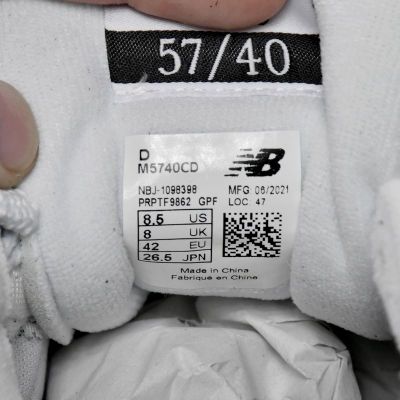 57/40
D
M5740CD
NB
NBJ-1098398 MFG 06/2021
PRPTF9862 GPF LOC 47
8.5 US
8 UK
42 EU
26.5 JPN
Made in China
Fabriqué en Chine